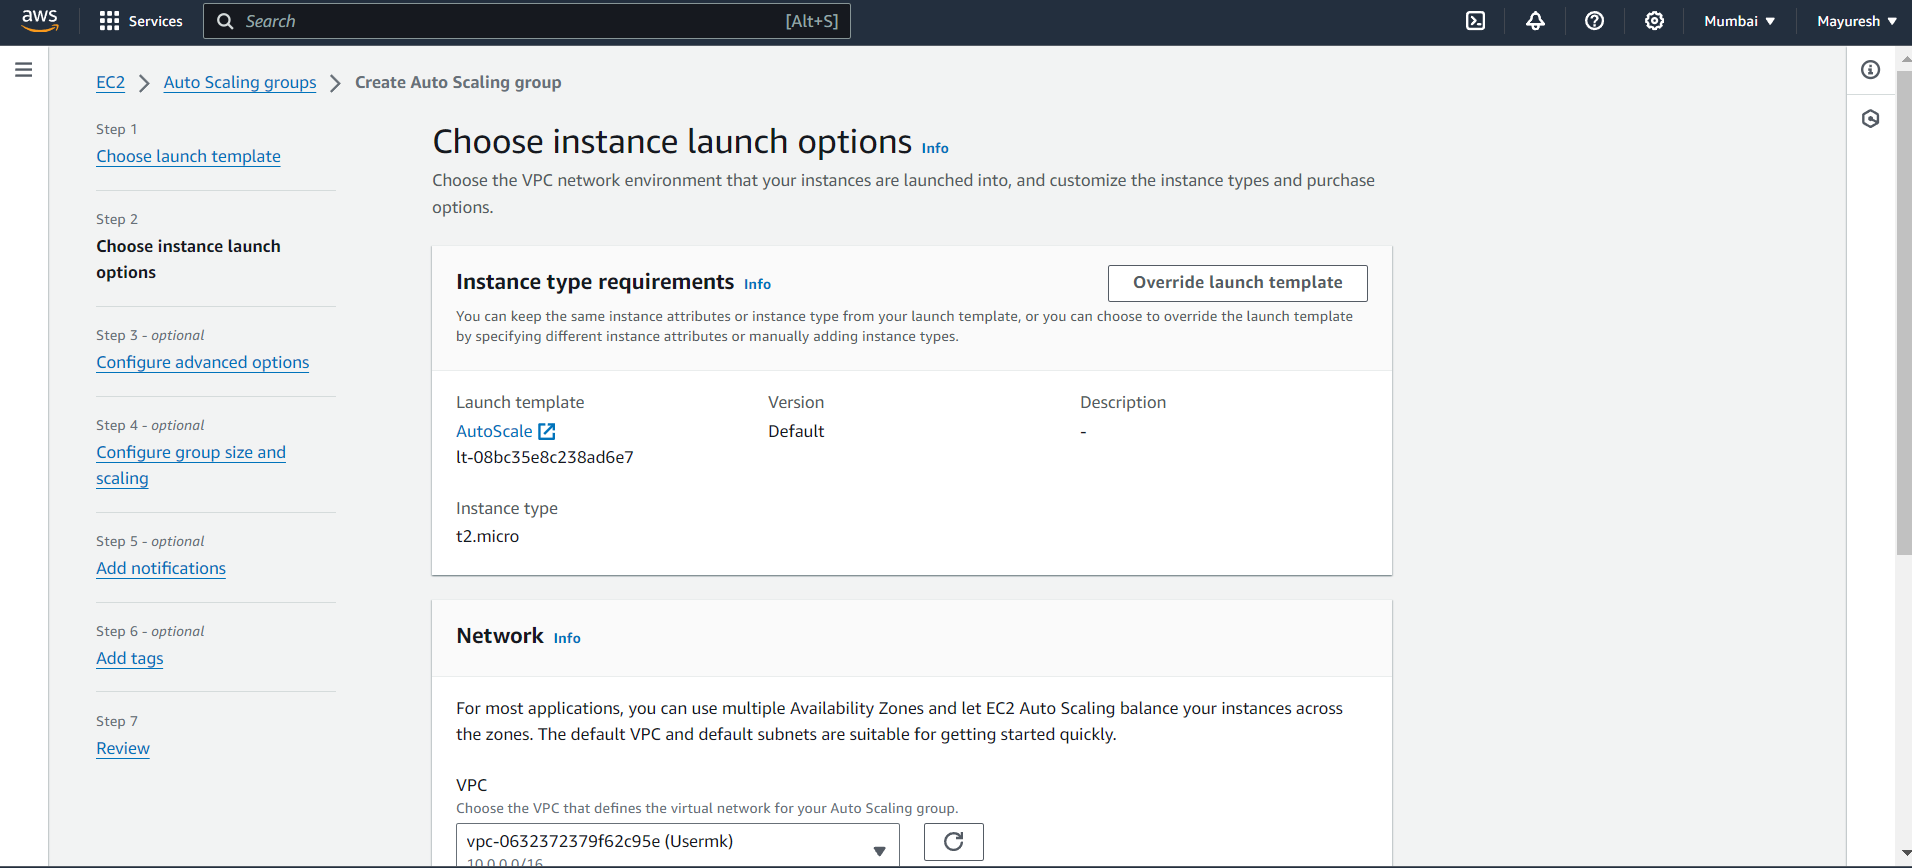 aws
Services
Search
[Alt+S]
Mumbai
Mayuresh
EC2
Auto Scaling groups
Create Auto Scaling group
Step 1
Choose launch template
Step 2
Choose instance launch
options
Step 3 - optional
Configure advanced options
Step 4 - optional
Configure group size and
scaling
Step 5 - optional
Add notifications
Step 6 - optional
Add tags
Step 7
Review
Choose instance launch options Info
Choose the VPC network environment that your instances are launched into, and customize the instance types and purchase
options.
Instance type requirements Info
Override launch template
You can keep the same instance attributes or instance type from your launch template, or you can choose to override the launch template
by specifying different instance attributes or manually adding instance types.
Launch template
AutoScale
lt-08bc35e8c238ad6e7
Version
Default
Description
-
Instance type
t2.micro
Network Info
For most applications, you can use multiple Availability Zones and let EC2 Auto Scaling balance your instances across
the zones. The default VPC and default subnets are suitable for getting started quickly.
VPC
Choose the VPC that defines the virtual network for your Auto Scaling group.
vpc-0632372379f62c95e (Usermk)
10.0.0.0/16